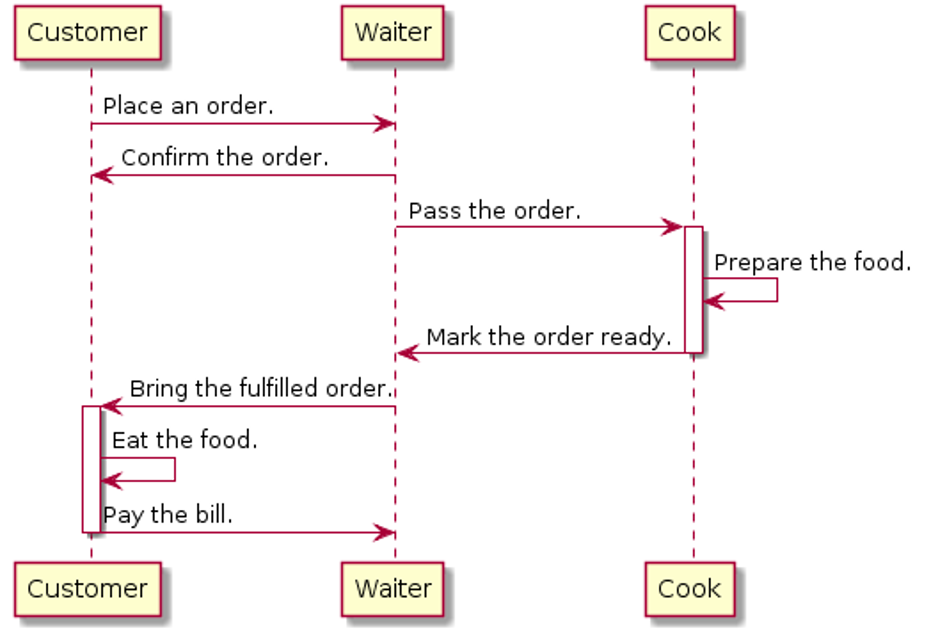 Customer
Waiter
Cook
Place an order.
Confirm the order.
Pass the order.
Prepare the food.
Mark the order ready.
Bring the fulfilled order.
Eat the food.
Pay the bill.
Customer
Waiter
Cook